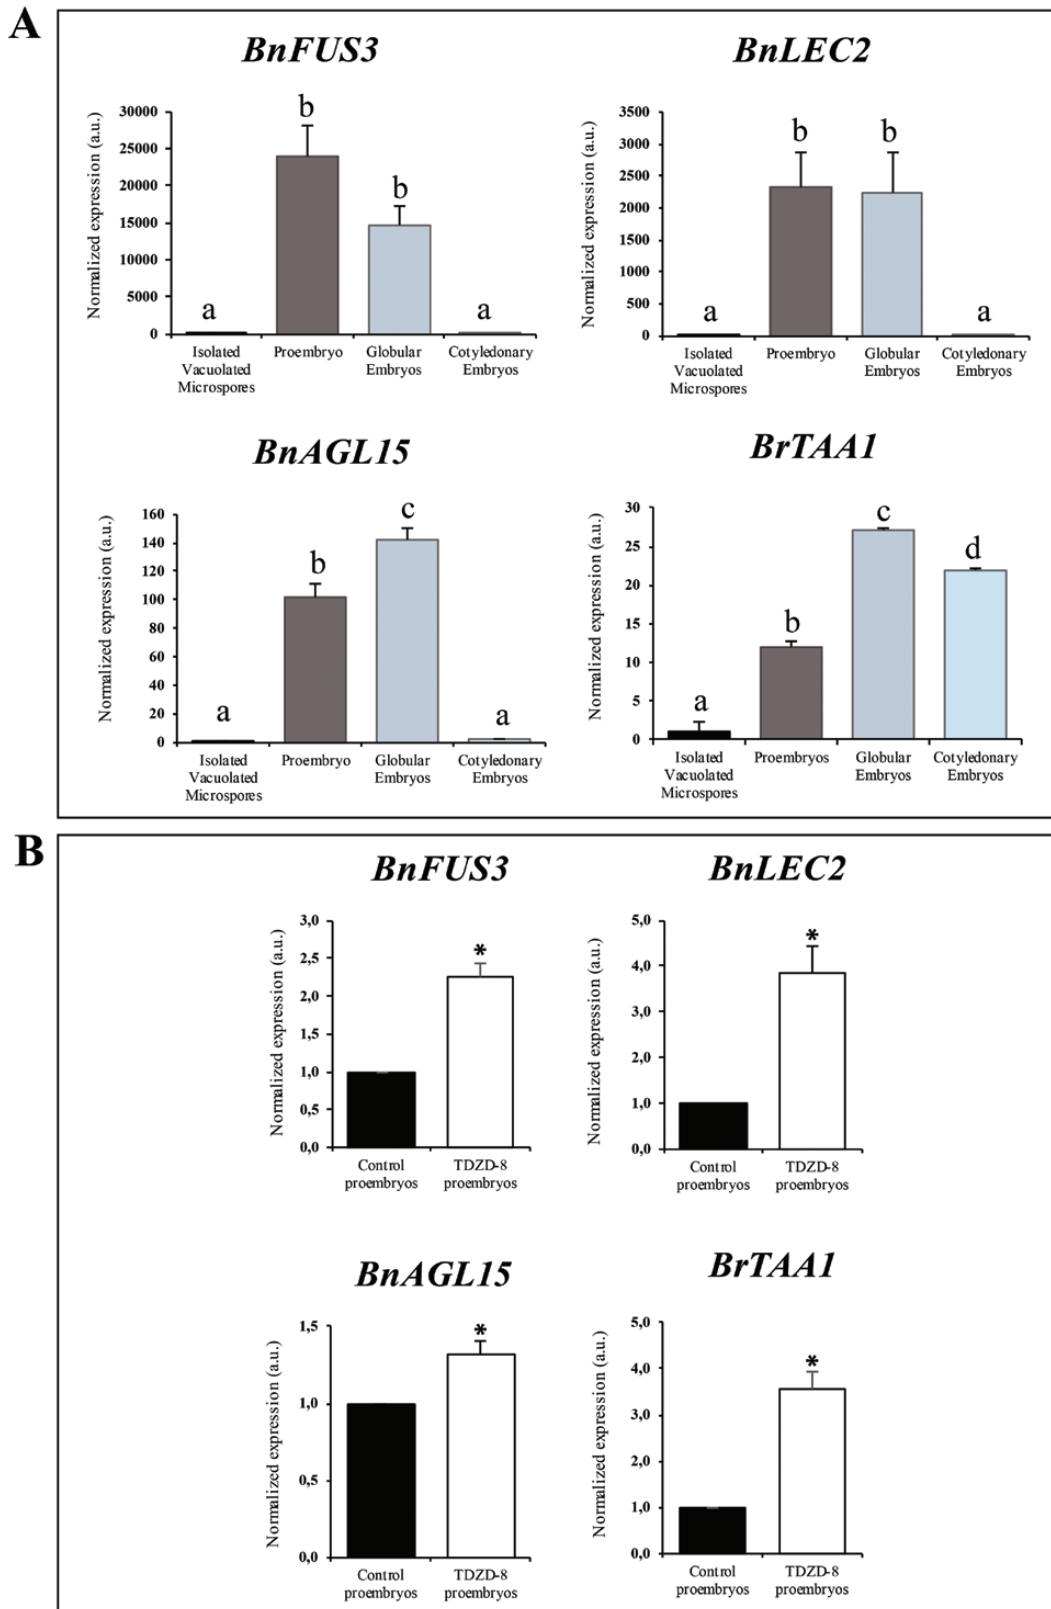 A
BnFUS3
Normalized expression (a.u.)
30000
25000
20000
15000
10000
5000
0
a
b
b
a
Isolated
Vacuolated
Microspores
Proembryo
Globular
Embryos
Cotyledonary
Embryos
BnLEC2
Normalized expression (a.u.)
3500
3000
2500
2000
1500
1000
500
0
a
b
b
a
Isolated
Vacuolated
Microspores
Proembryo
Globular
Embryos
Cotyledonary
Embryos
BnAGL15
Normalized expression (a.u.)
160
140
120
100
80
60
40
20
0
a
b
c
a
Isolated
Vacuolated
Microspores
Proembryo
Globular
Embryos
Cotyledonary
Embryos
BrTAA1
Normalized expression (a.u.)
30
25
20
15
10
5
0
a
b
c
d
Isolated
Vacuolated
Microspores
Proembryos
Globular
Embryos
Cotyledonary
Embryos
B
BnFUS3
Normalized expression (a.u.)
3,0
2,5
2,0
1,5
1,0
0,5
0,0
*
Control
proembryos
TDZD-8
proembryos
BnLEC2
Normalized expression (a.u.)
5,0
4,0
3,0
2,0
1,0
0,0
*
Control
proembryos
TDZD-8
proembryos
BnAGL15
Normalized expression (a.u.)
1,5
1,0
0,5
0,0
*
Control
proembryos
TDZD-8
proembryos
BrTAA1
Normalized expression (a.u.)
5,0
4,0
3,0
2,0
1,0
0,0
*
Control
proembryos
TDZD-8
proembryos